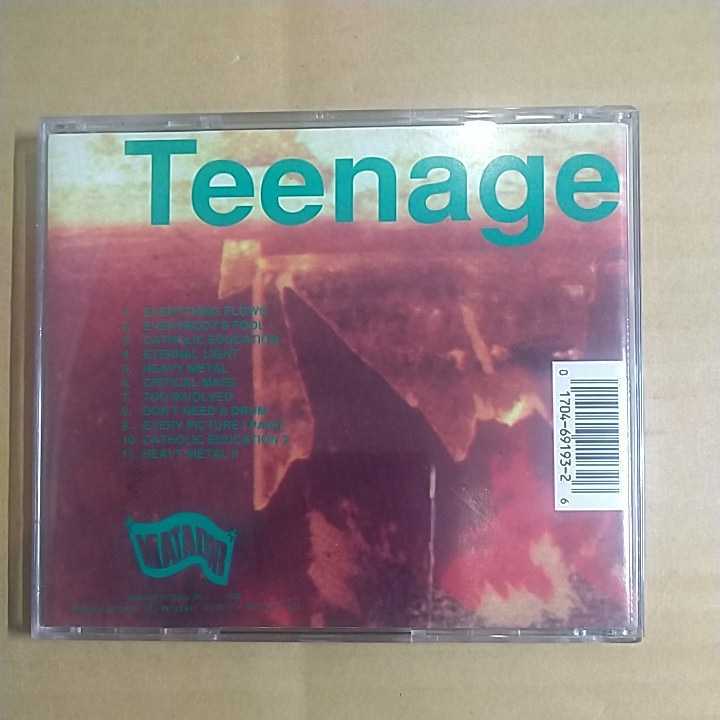 Teenage
1. EVERYTHING FLOWS
2. EVERYBODY'S FOOL
3. CATHOLIC EDUCATION
4. ETERNAL LIGHT
5. HEAVY METAL
6. CRITICAL MASS
7. TOO INVOLVED
8. DON'T NEED A DRUM
9. EVERY PICTURE I PAINT
10. CATHOLIC EDUCATION 2
11. HEAVY METAL II
MATADOR
0 1704-69193-2 6